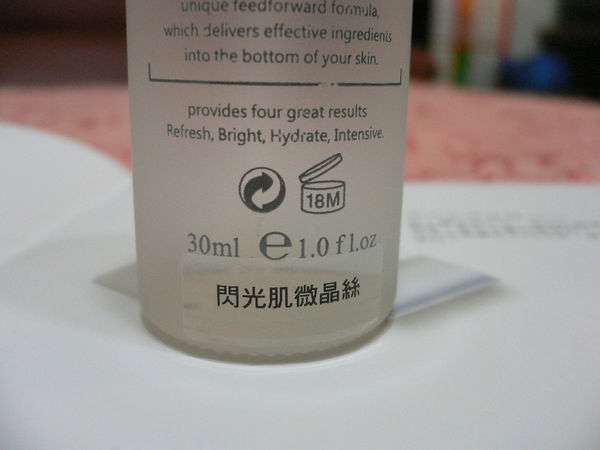 unique feedforward formula,
which delivers effective ingredients
into the bottom of your skin.
provides four great results
Refresh, Bright, Hydrate, Intensive.
18M
30ml e 1.0 fl.oz
閃光肌微晶絲